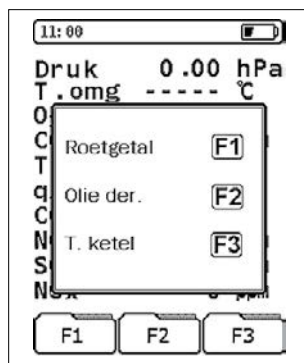 11:00
Druk 0.00 hPa
T.omg ----- °C
Roetgetal F1
Olie der. F2
T. ketel F3
F1 F2 F3